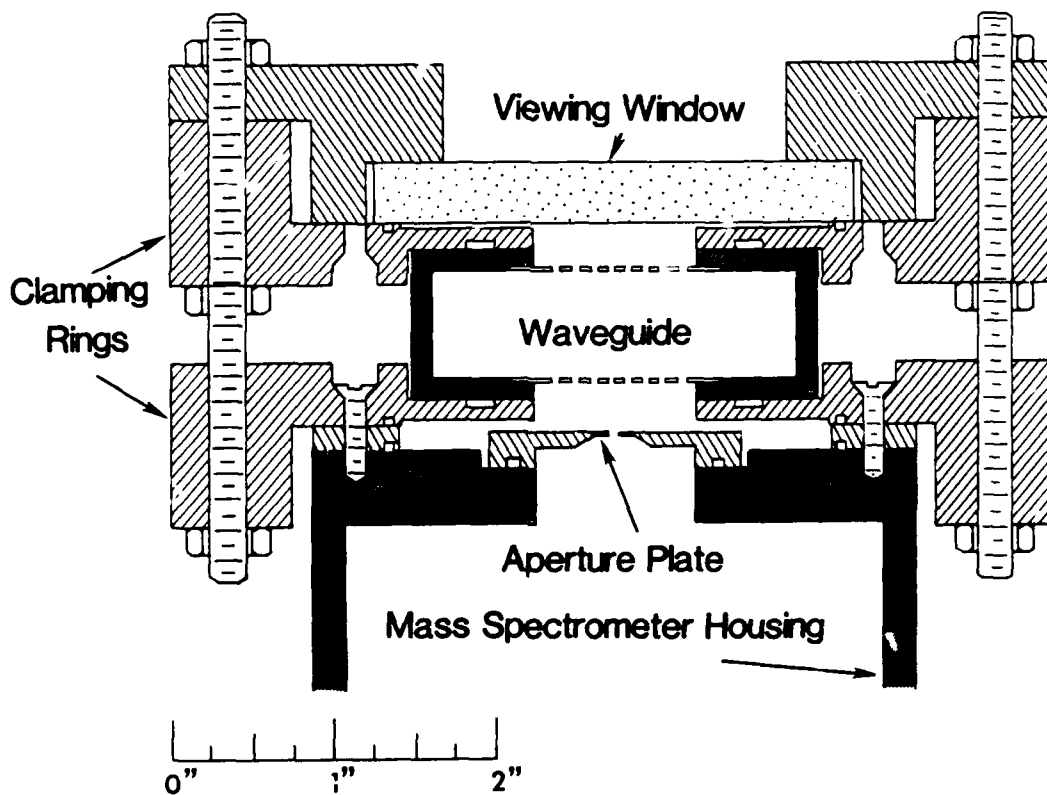 Viewing Window
Clamping
Rings
Waveguide
Aperture Plate
Mass Spectrometer Housing
0" 1" 2"